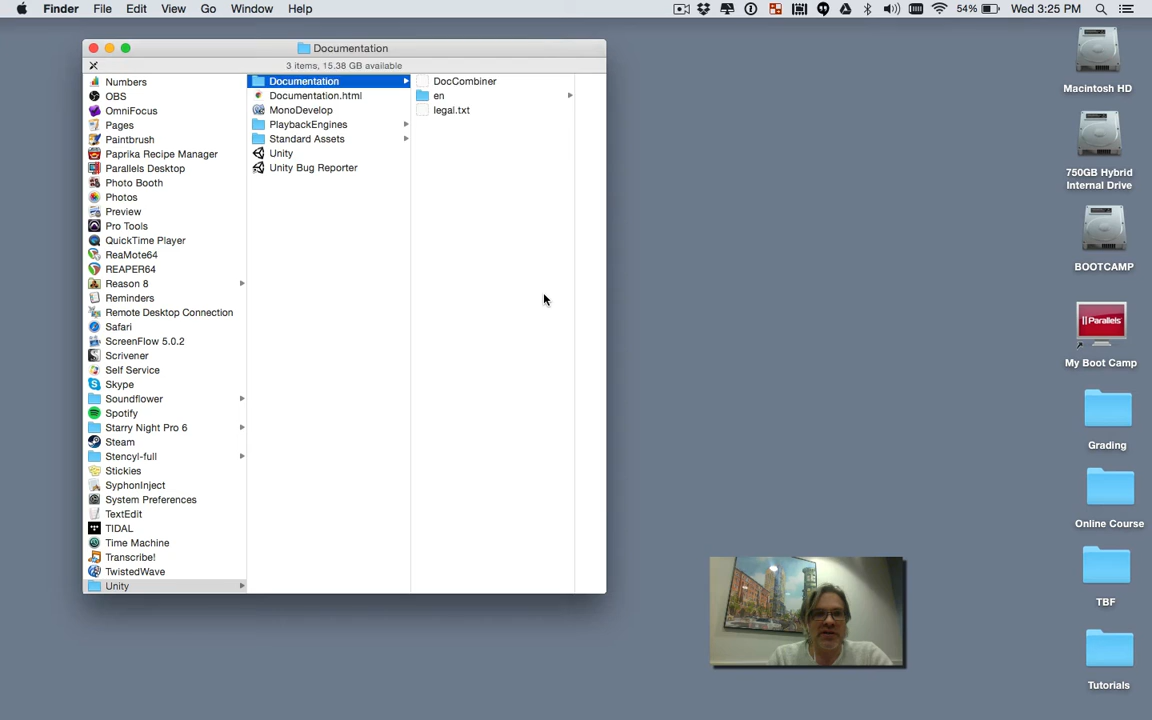 Finder File Edit View Go Window Help
54% Wed 3:25 PM
Documentation
3 items, 15.38 GB available
Numbers
OBS
OmniFocus
Pages
Paintbrush
Paprika Recipe Manager
Parallels Desktop
Photo Booth
Photos
Preview
Pro Tools
QuickTime Player
ReaMote64
REAPER64
Reason 8
Reminders
Remote Desktop Connection
Safari
ScreenFlow 5.0.2
Scrivener
Self Service
Skype
Soundflower
Spotify
Starry Night Pro 6
Steam
Stencyl-full
Stickies
SyphonInject
System Preferences
TextEdit
TIDAL
Time Machine
Transcribe!
TwistedWave
Unity
Documentation
Documentation.html
MonoDevelop
PlaybackEngines
Standard Assets
Unity
Unity Bug Reporter
DocCombiner
en
legal.txt
Macintosh HD
750GB Hybrid
Internal Drive
BOOTCAMP
Parallels
My Boot Camp
Grading
Online Course
TBF
Tutorials